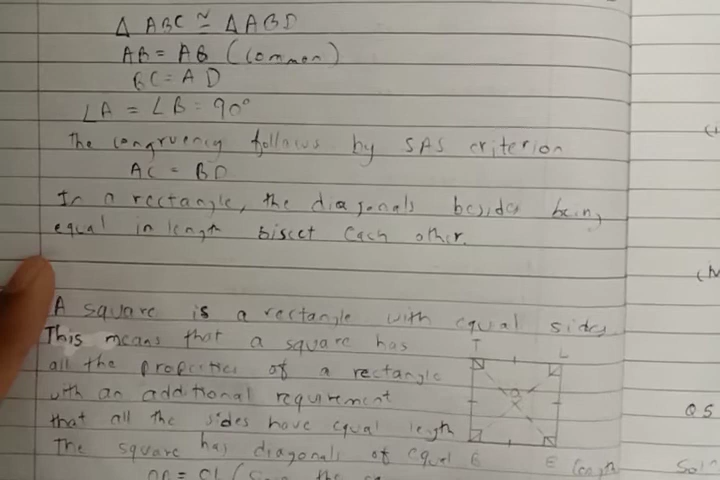 △ ABC ≅ △ ABD
AB = AB (Common)
BC = AD
∠A = ∠B = 90°
The congruency follows by SAS criterion
AC = BD
In a rectangle, the diagonals besides being
equal in length bisect each other.
A square is a rectangle with equal sides.
This means that a square has
all the properties of a rectangle
with an additional requirement
that all the sides have equal length
The square has diagonals of equal length
T L
B E
Q5
Solⁿ